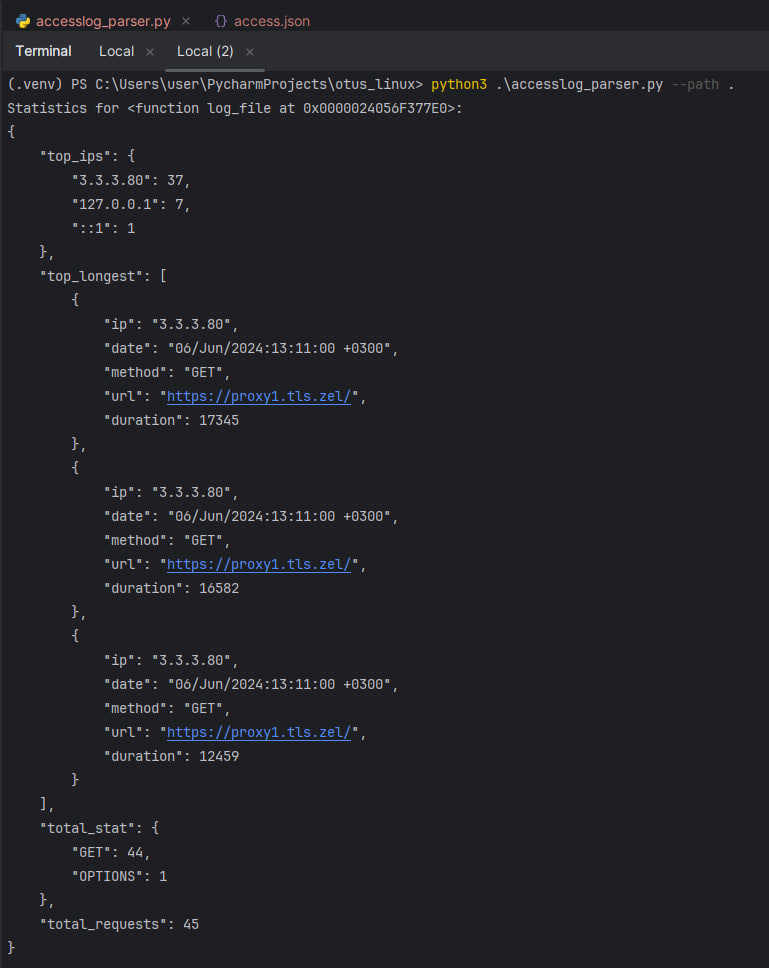 accesslog_parser.py × {} access.json
Terminal Local × Local (2) ×
(.venv) PS C:\Users\user\PycharmProjects\otus_linux> python3 .\accesslog_parser.py --path .
Statistics for <function log_file at 0x0000024056F377E0>:
{
    "top_ips": {
        "3.3.3.80": 37,
        "127.0.0.1": 7,
        "::1": 1
    },
    "top_longest": [
        {
            "ip": "3.3.3.80",
            "date": "06/Jun/2024:13:11:00 +0300",
            "method": "GET",
            "url": "https://proxy1.tls.zel/",
            "duration": 17345
        },
        {
            "ip": "3.3.3.80",
            "date": "06/Jun/2024:13:11:00 +0300",
            "method": "GET",
            "url": "https://proxy1.tls.zel/",
            "duration": 16582
        },
        {
            "ip": "3.3.3.80",
            "date": "06/Jun/2024:13:11:00 +0300",
            "method": "GET",
            "url": "https://proxy1.tls.zel/",
            "duration": 12459
        }
    ],
    "total_stat": {
        "GET": 44,
        "OPTIONS": 1
    },
    "total_requests": 45
}